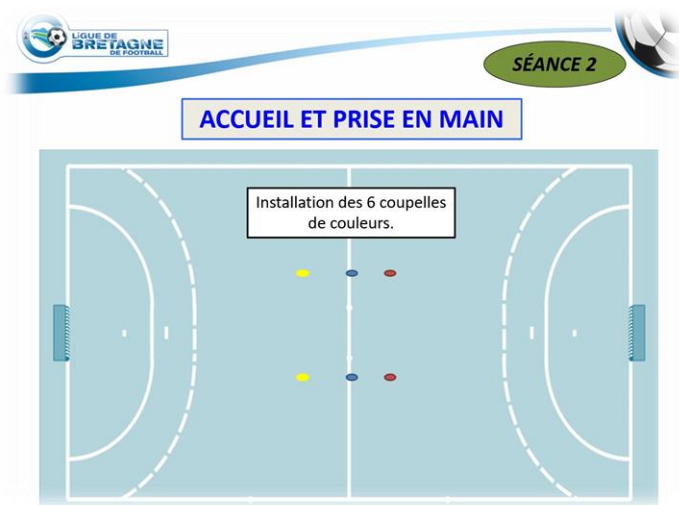 LIGUE DE
BRETAGNE
DE FOOTBALL
SÉANCE 2
ACCUEIL ET PRISE EN MAIN
Installation des 6 coupelles
de couleurs.